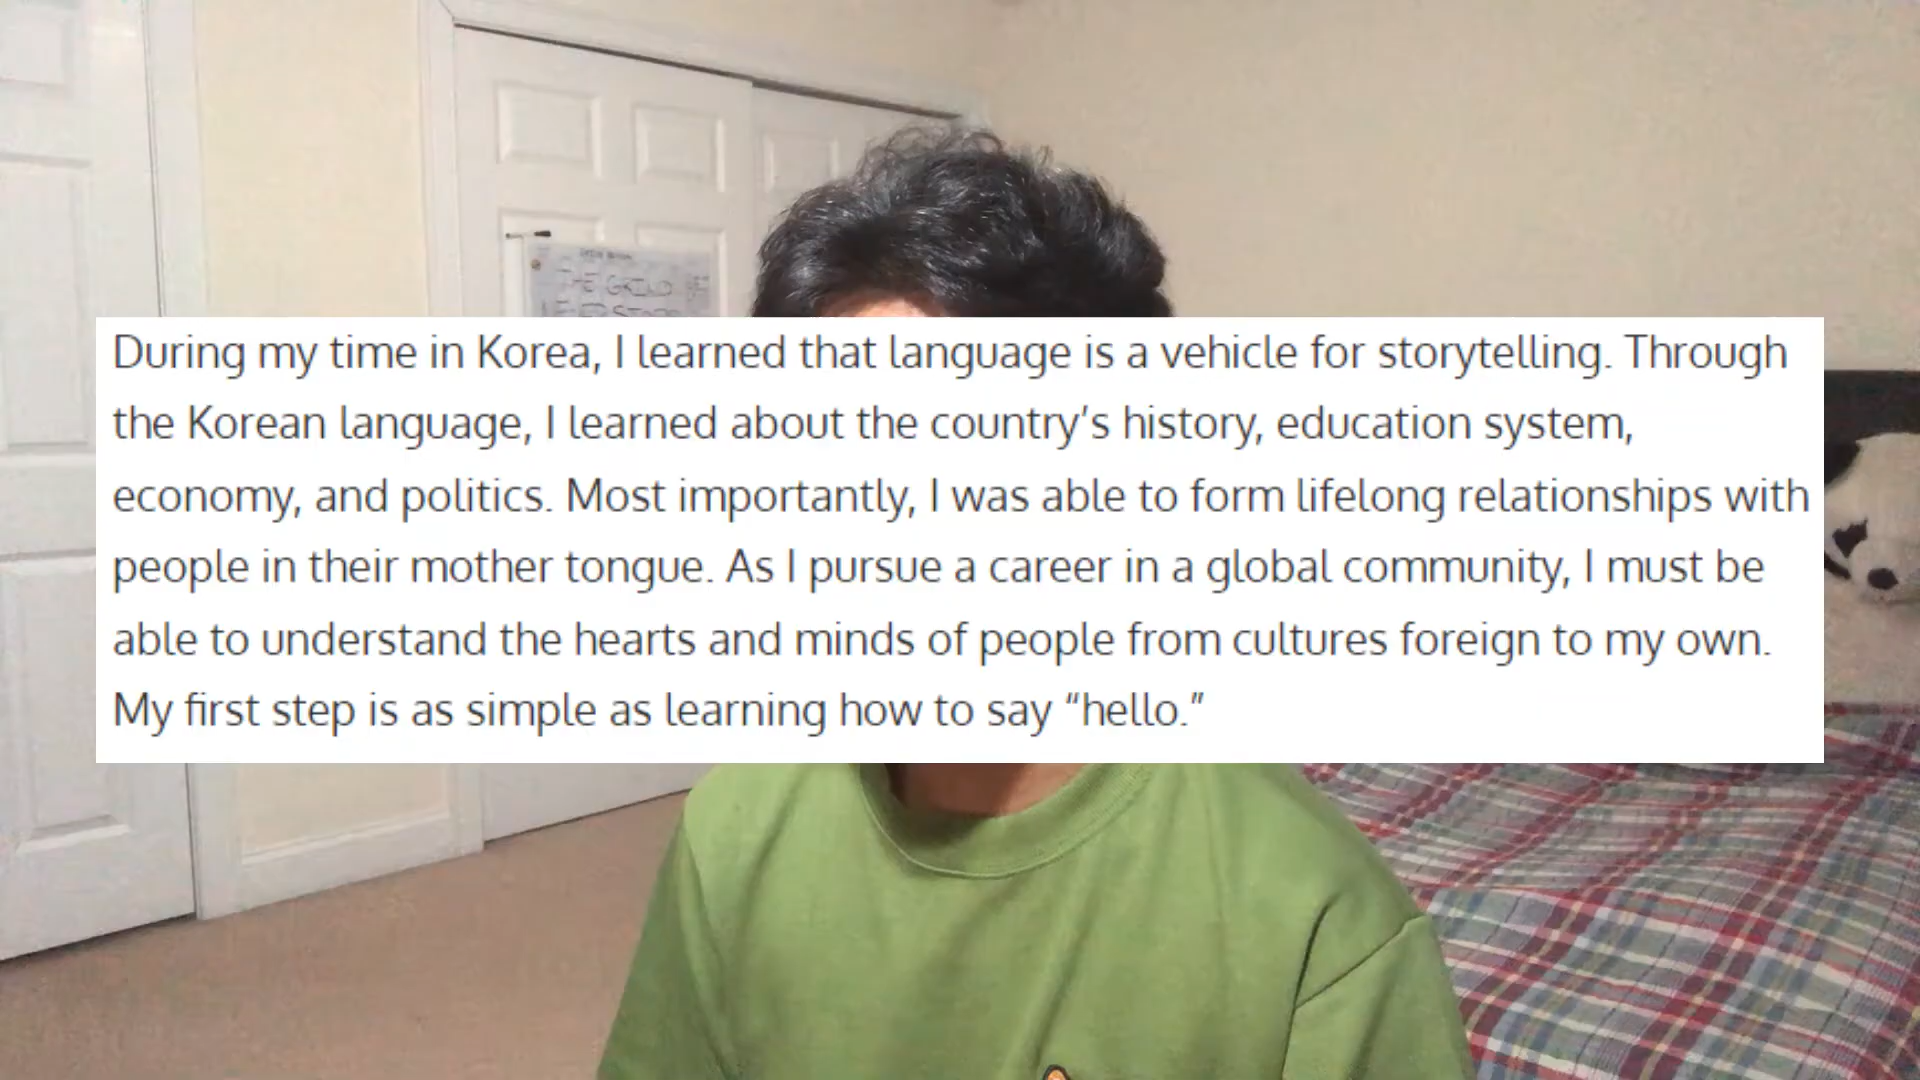 THE GRIND
During my time in Korea, I learned that language is a vehicle for storytelling. Through
the Korean language, I learned about the country’s history, education system,
economy, and politics. Most importantly, I was able to form lifelong relationships with
people in their mother tongue. As I pursue a career in a global community, I must be
able to understand the hearts and minds of people from cultures foreign to my own.
My first step is as simple as learning how to say “hello.”